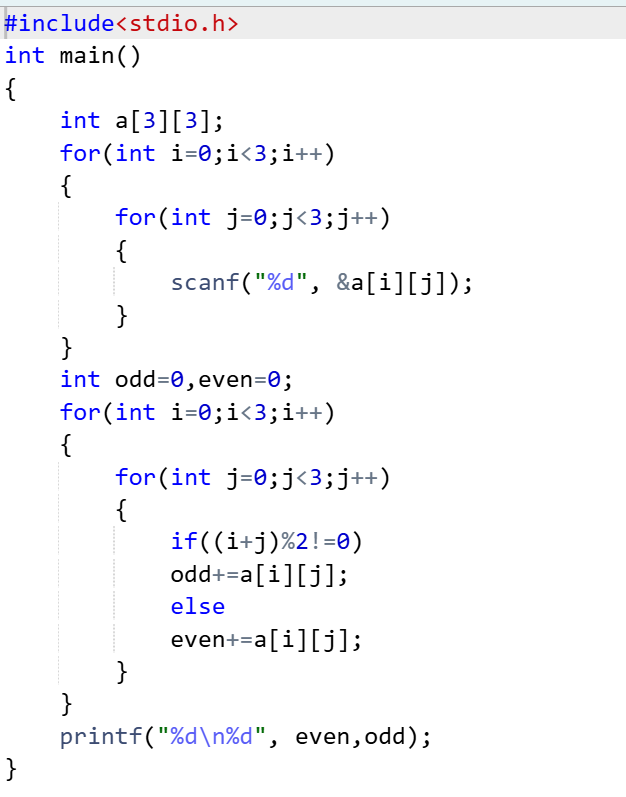 #include<stdio.h>
int main()
{
    int a[3][3];
    for(int i=0;i<3;i++)
    {
        for(int j=0;j<3;j++)
        {
            scanf("%d", &a[i][j]);
        }
    }
    int odd=0,even=0;
    for(int i=0;i<3;i++)
    {
        for(int j=0;j<3;j++)
        {
            if((i+j)%2!=0)
            odd+=a[i][j];
            else
            even+=a[i][j];
        }
    }
    printf("%d\n%d", even,odd);
}